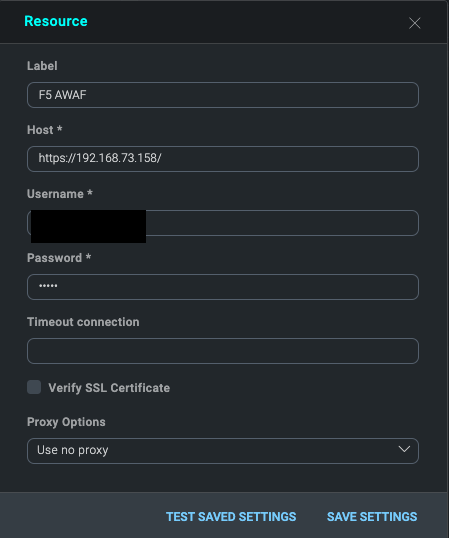 Resource
Label
F5 AWAF
Host *
https://192.168.73.158/
Username *
Password *
•••••
Timeout connection
Verify SSL Certificate
Proxy Options
Use no proxy
TEST SAVED SETTINGS SAVE SETTINGS